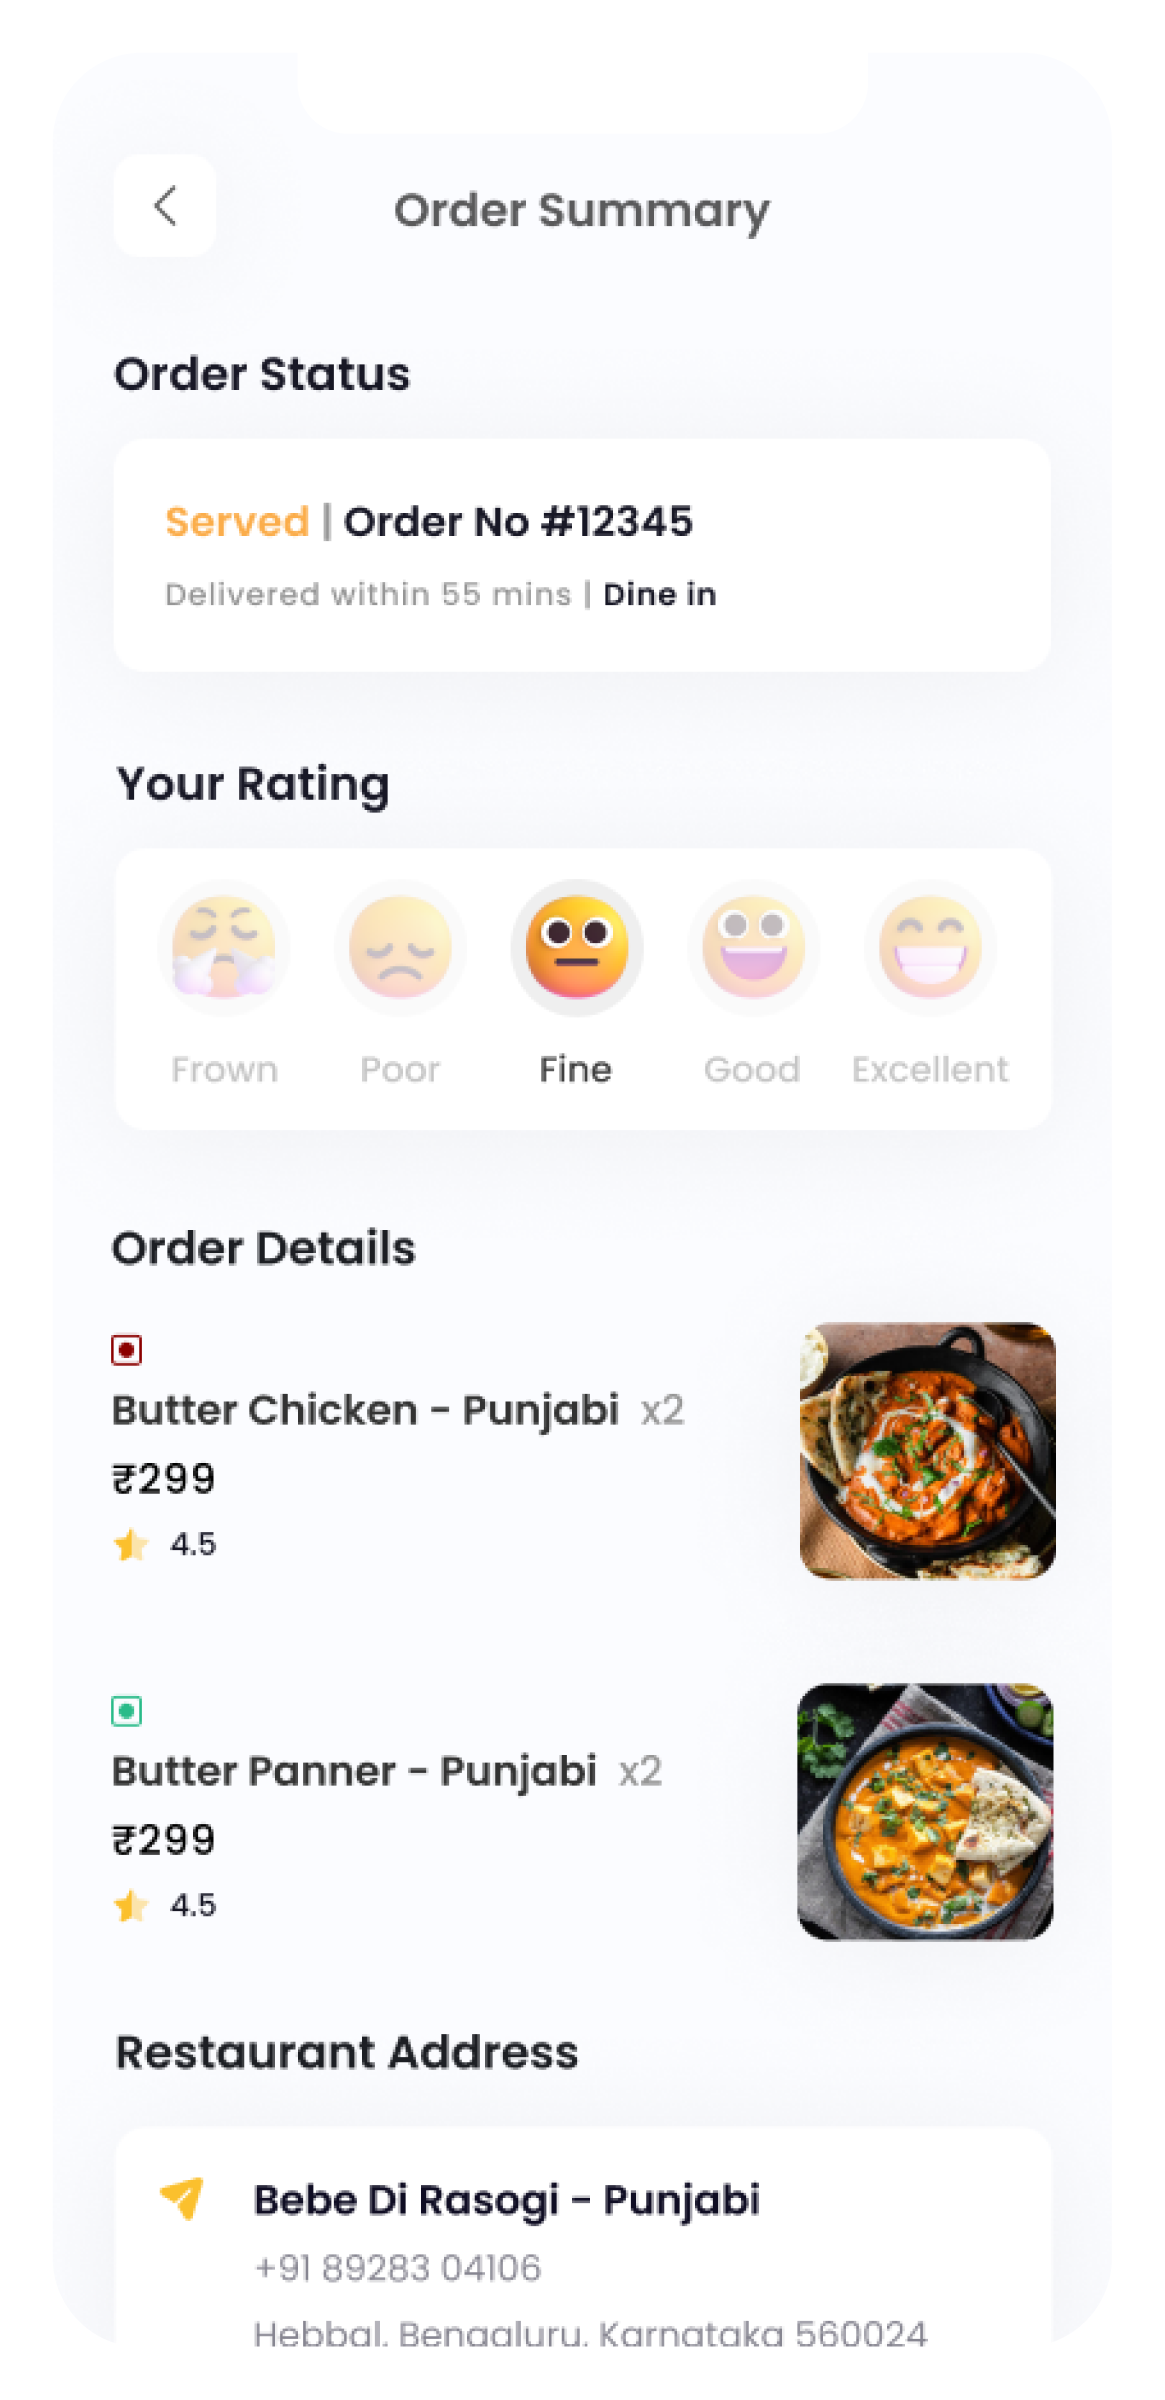 Order Summary
Order Status
Served | Order No #12345
Delivered within 55 mins | Dine in
Your Rating
Frown Poor Fine Good Excellent
Order Details
Butter Chicken - Punjabi x2
₹299
4.5
Butter Panner - Punjabi x2
₹299
4.5
Restaurant Address
Bebe Di Rasogi - Punjabi
+91 89283 04106
Hebbal, Bengaluru, Karnataka 560024